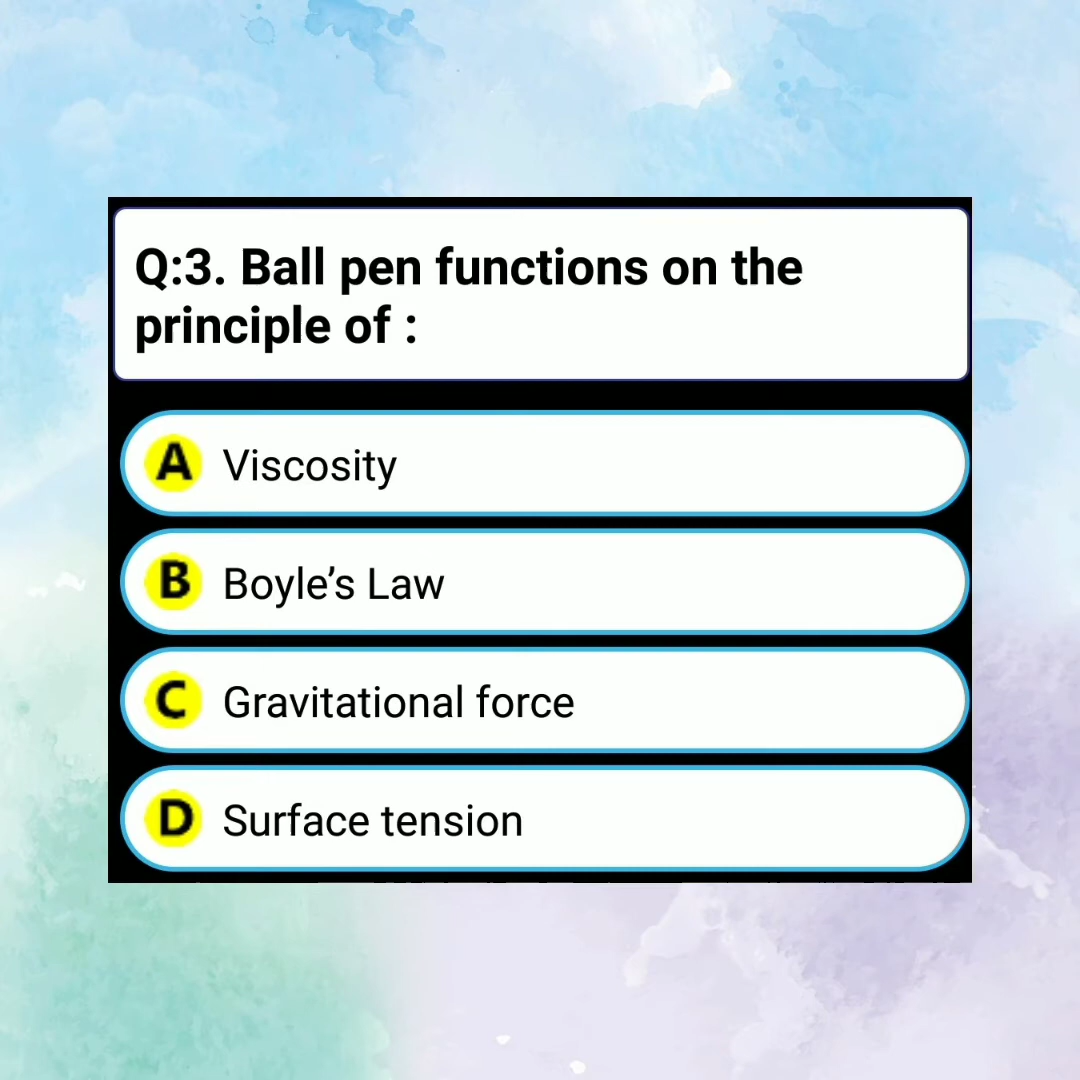 Q:3. Ball pen functions on the
principle of :
A Viscosity
B Boyle’s Law
C Gravitational force
D Surface tension